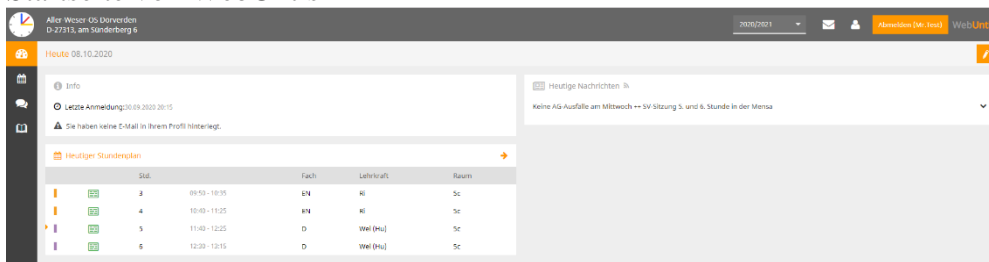 Aller-Weser-OS Dörverden
D-27313, am Sünderberg 6
2020/2021
Abmelden (Mr. Test)
WebUnt
Heute 08.10.2020
Info
Letzte Anmeldung: 30.09.2020 20:15
Sie haben keine E-Mail in Ihrem Profil hinterlegt.
Heutige Nachrichten
Keine AG-Ausfälle am Mittwoch ++ SV Sitzung 5. und 6. Stunde in der Mensa
Heutiger Stundenplan
Std. Fach Lehrkraft Raum
3 09:50 - 10:35 EN Ri 5c
4 10:40 - 11:25 EN Ri 5c
5 11:40 - 12:25 D Wel (Hu) 5c
6 12:30 - 13:15 D Wel (Hu) 5c